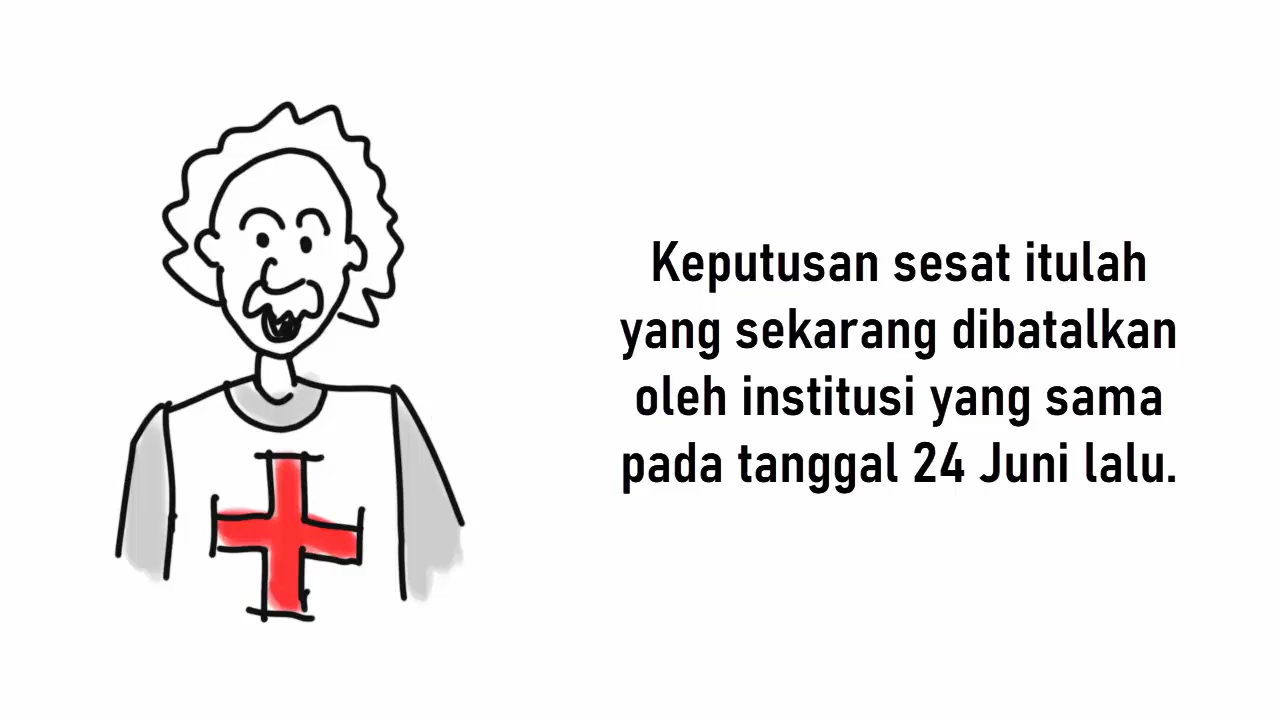 Keputusan sesat itulah
yang sekarang dibatalkan
oleh institusi yang sama
pada tanggal 24 Juni lalu.